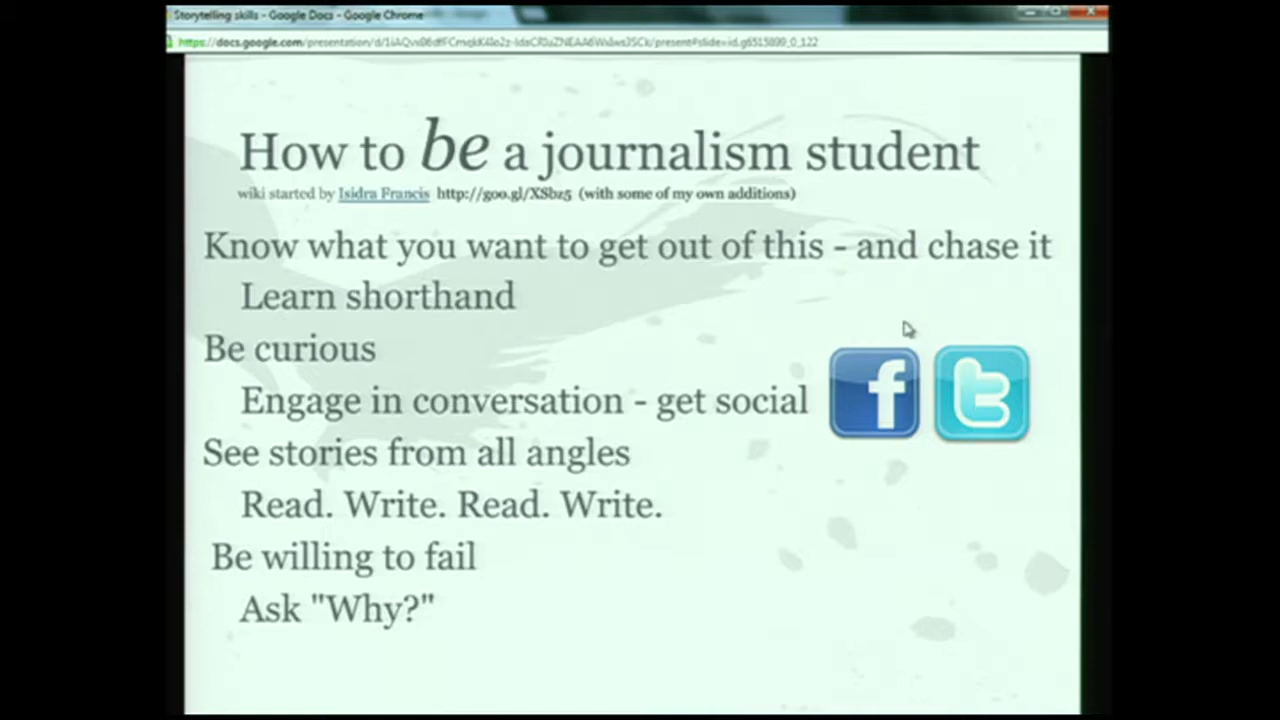 Storytelling skills - Google Docs - Google Chrome
How to be a journalism student
wiki started by Isidra Francis http://goo.gl/XSbz5 (with some of my own additions)
Know what you want to get out of this - and chase it
Learn shorthand
Be curious
Engage in conversation - get social
f t
See stories from all angles
Read. Write. Read. Write.
Be willing to fail
Ask "Why?"